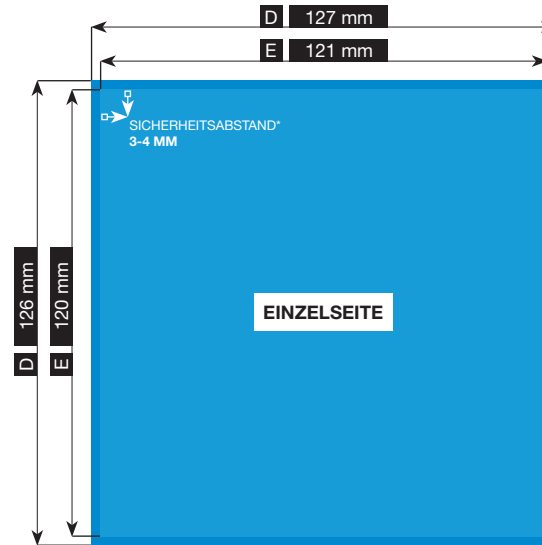 D 127 mm
E 121 mm
SICHERHEITSABSTAND*
3-4 MM
D 126 mm
E 120 mm
EINZELSEITE